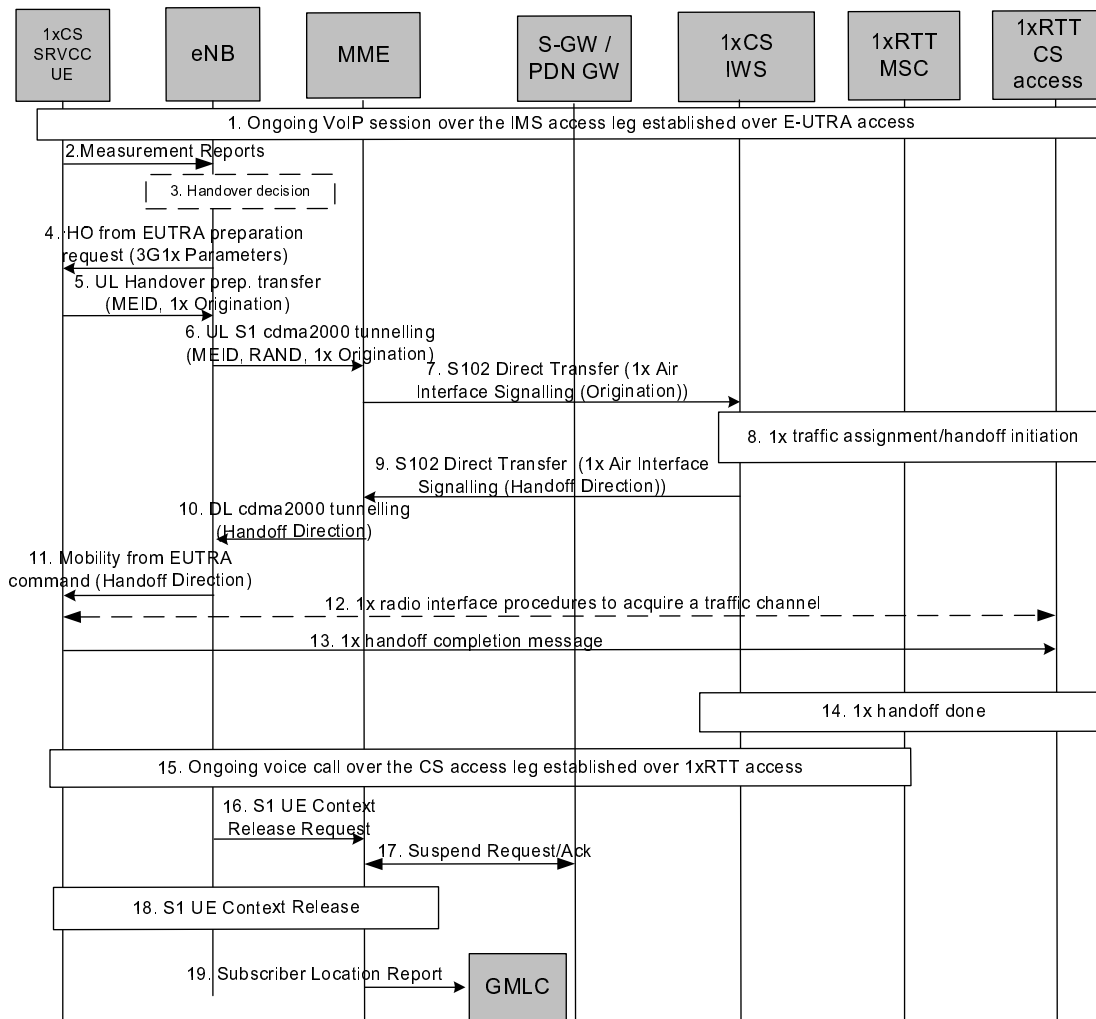 1xCS
SRVCC
UE
eNB
MME
S-GW /
PDN GW
1xCS
IWS
1xRTT
MSC
1xRTT
CS
access
1. Ongoing VoIP session over the IMS access leg established over E-UTRA access
2.Measurement Reports
3. Handover decision
4. HO from EUTRA preparation
request (3G1x Parameters)
5. UL Handover prep. transfer
(MEID, 1x Origination)
6. UL S1 cdma2000 tunnelling
(MEID, RAND, 1x Origination)
7. S102 Direct Transfer (1x Air
Interface Signalling (Origination))
8. 1x traffic assignment/handoff initiation
9. S102 Direct Transfer (1x Air Interface
Signalling (Handoff Direction))
10. DL cdma2000 tunnelling
(Handoff Direction)
11. Mobility from EUTRA
command (Handoff Direction)
12. 1x radio interface procedures to acquire a traffic channel
13. 1x handoff completion message
14. 1x handoff done
15. Ongoing voice call over the CS access leg established over 1xRTT access
16. S1 UE Context
Release Request
17. Suspend Request/Ack
18. S1 UE Context Release
19. Subscriber Location Report
GMLC